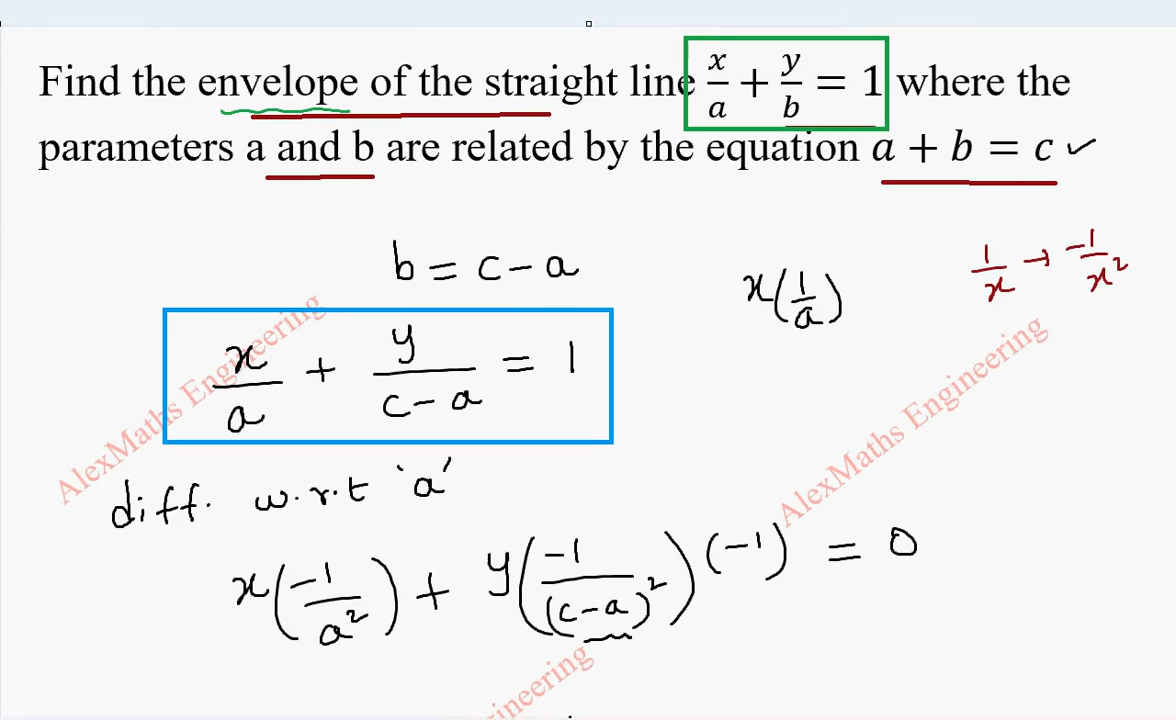 Find the envelope of the straight line x/a + y/b = 1 where the
parameters a and b are related by the equation a + b = c ✓
b = c - a
x(1/a)
1/x → -1/x²
x/a + y/(c-a) = 1
diff. w.r.t 'a'
x(-1/a²) + y(-1/(c-a)²)(-1) = 0
AlexMaths Engineering
AlexMaths Engineering
Engineering